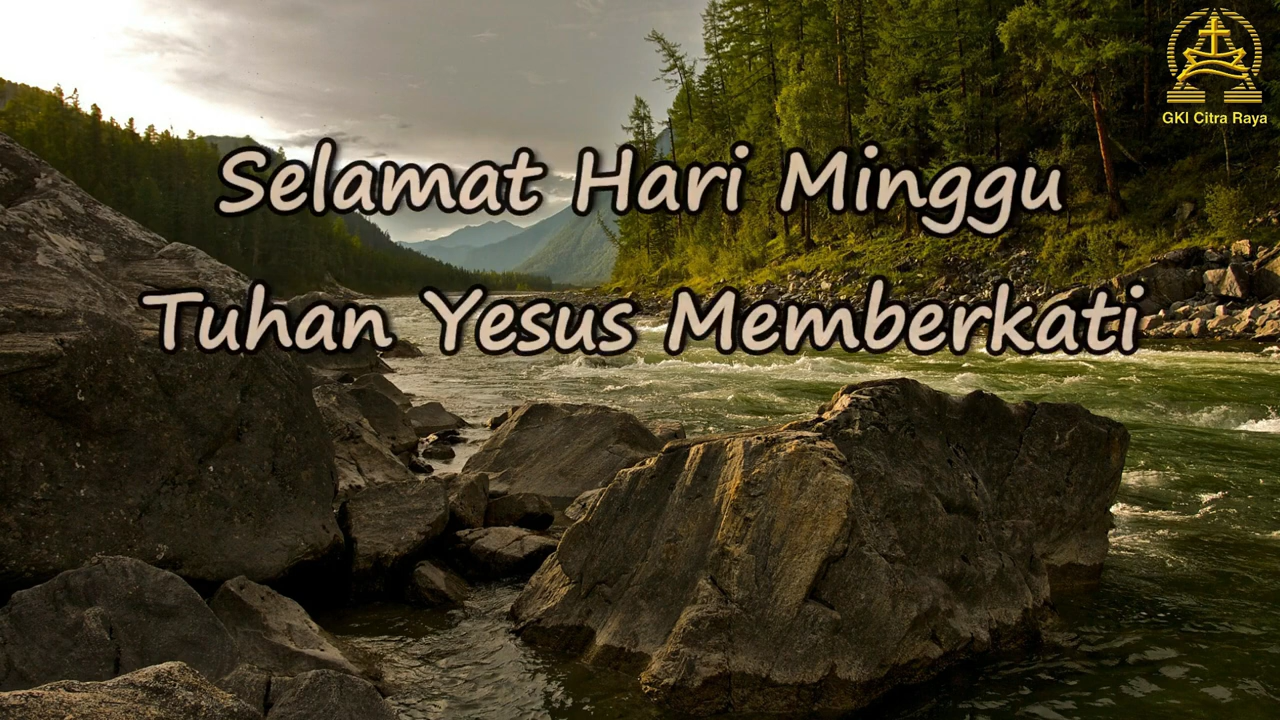 GKI Citra Raya
Selamat Hari Minggu
Tuhan Yesus Memberkati